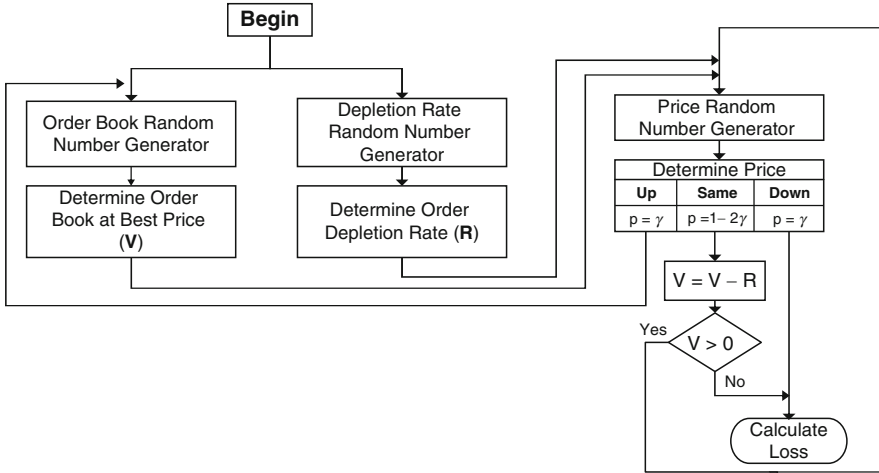 Begin
Order Book Random
Number Generator
Determine Order
Book at Best Price
(V)
Depletion Rate
Random Number
Generator
Determine Order
Depletion Rate (R)
Price Random
Number Generator
Determine Price
Up Same Down
p = γ p =1− 2γ p = γ
V = V − R
Yes
V > 0
No
Calculate
Loss